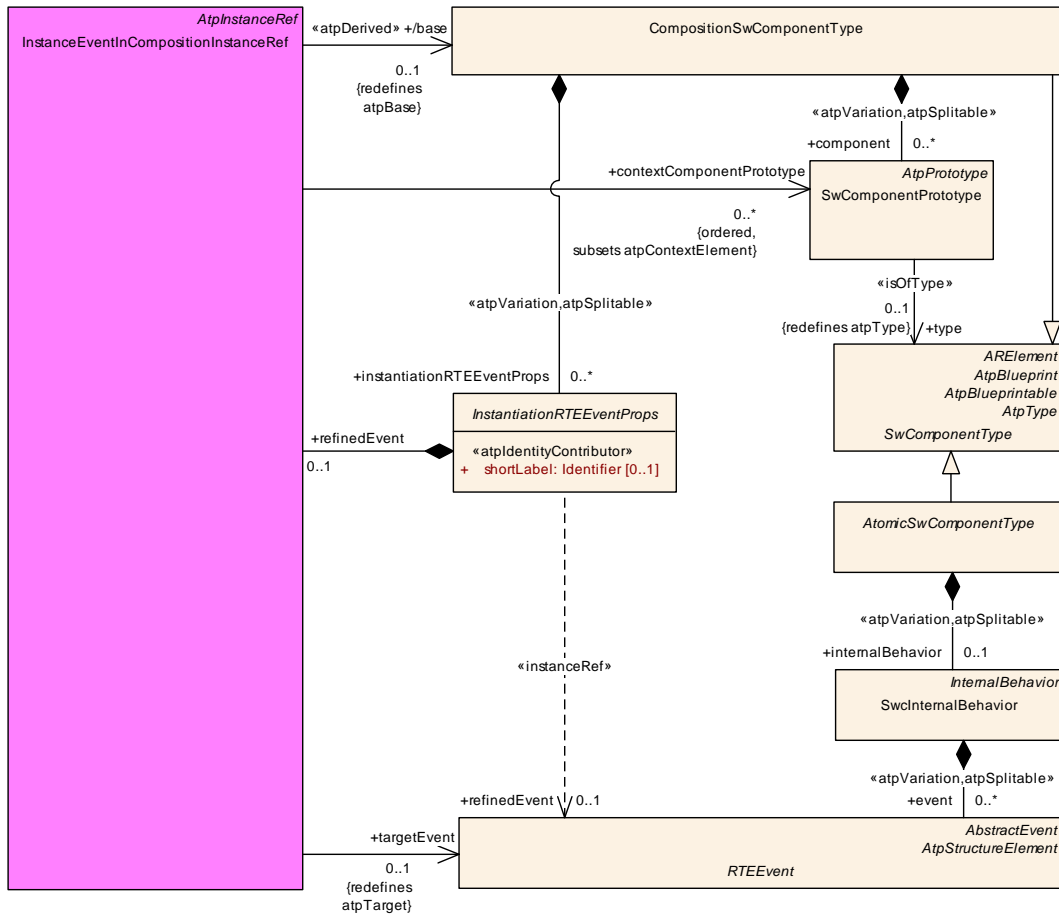 AtpInstanceRef
InstanceEventInCompositionInstanceRef
«atpDerived» +/base
0..1
{redefines
atpBase}
CompositionSwComponentType
«atpVariation,atpSplitable»
+component 0..*
+contextComponentPrototype
0..*
{ordered,
subsets atpContextElement}
AtpPrototype
SwComponentPrototype
«isOfType»
0..1
{redefines atpType} +type
«atpVariation,atpSplitable»
+instantiationRTEEventProps 0..*
ARElement
AtpBlueprint
AtpBlueprintable
AtpType
SwComponentType
InstantiationRTEEventProps
«atpIdentityContributor»
+ shortLabel: Identifier [0..1]
+refinedEvent
0..1
AtomicSwComponentType
«atpVariation,atpSplitable»
+internalBehavior 0..1
«instanceRef»
InternalBehavior
SwcInternalBehavior
«atpVariation,atpSplitable»
+event 0..*
+refinedEvent 0..1
+targetEvent
0..1
{redefines
atpTarget}
AbstractEvent
AtpStructureElement
RTEEvent